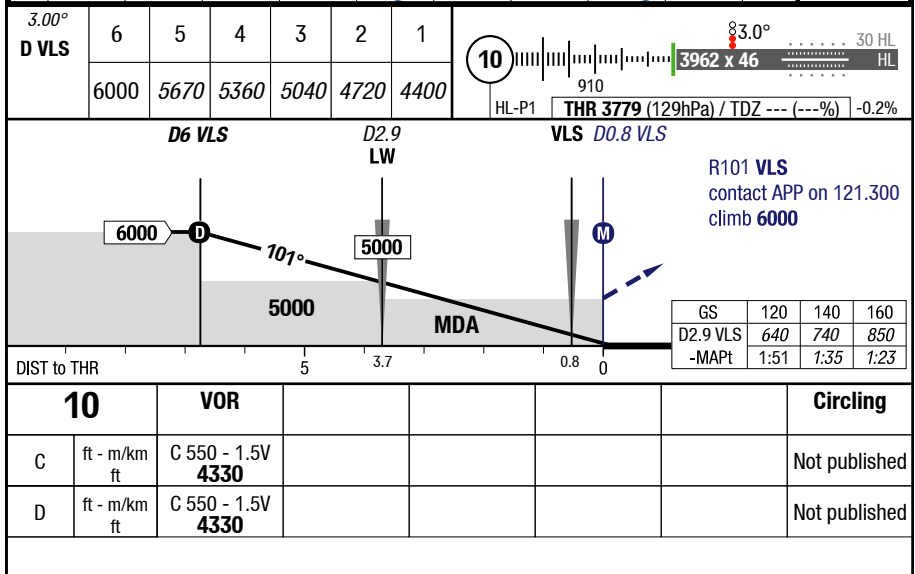 3.00°
D VLS 6 5 4 3 2 1
6000 5670 5360 5040 4720 4400
10 910 HL-P1
3.0°
3962 x 46
30 HL
HL
THR 3779 (129hPa) / TDZ --- (---%) -0.2%
D6 VLS D2.9 VLS D0.8 VLS
LW
R101 VLS
contact APP on 121.300
climb 6000
6000 D 101° 5000 M
5000 MDA
GS 120 140 160
D2.9 VLS 640 740 850
-MAPt 1:51 1:35 1:23
DIST to THR 5 3.7 0.8 0
10 VOR Circling
C ft - m/km C 550 - 1.5V Not published
ft 4330
D ft - m/km C 550 - 1.5V Not published
ft 4330